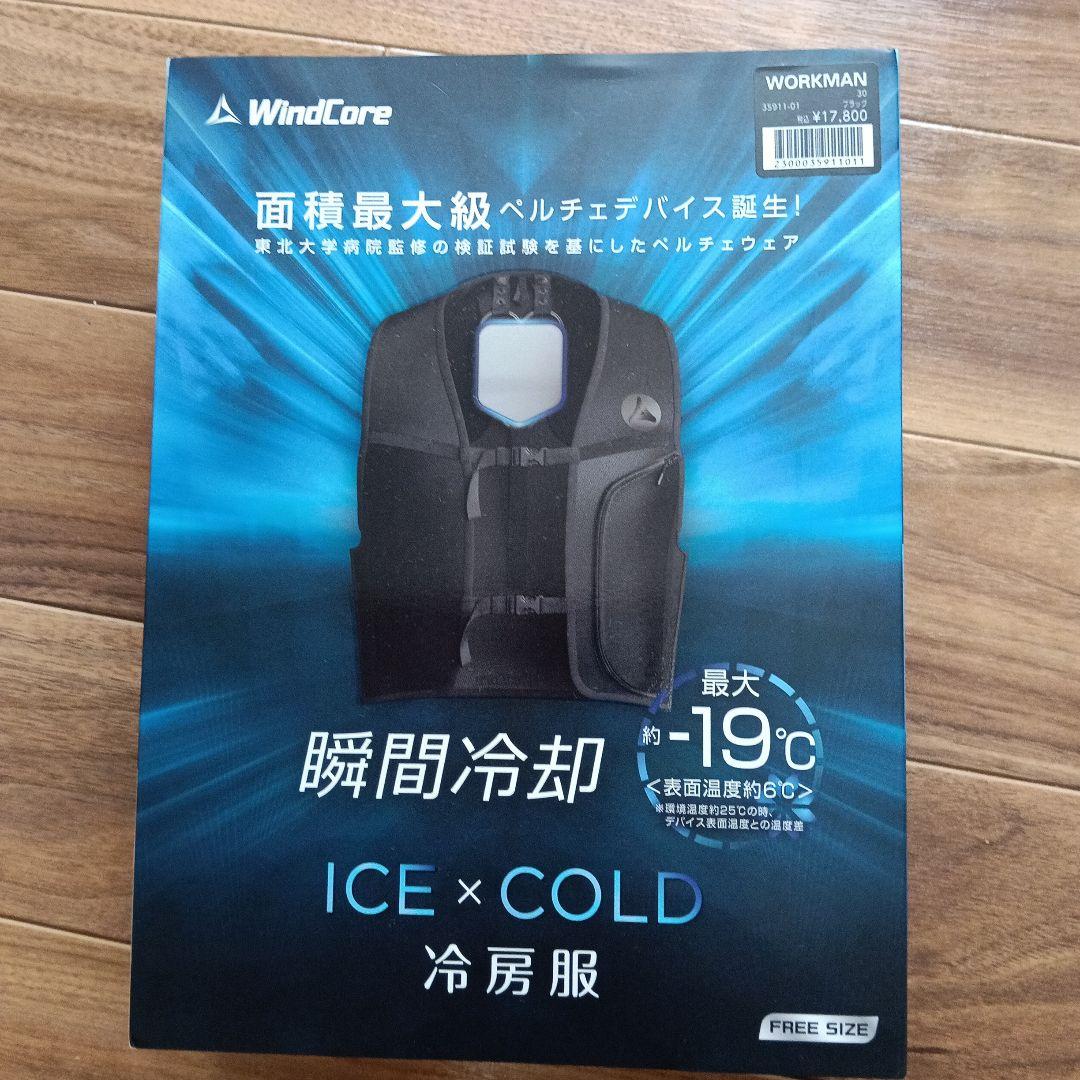 WindCore
WORKMAN
30
35911-01 ブラック
税込 ¥17,800
2300035911011
面積最大級ペルチェデバイス誕生!
東北大学病院監修の検証試験を基にしたペルチェウェア
最大
約-19℃
<表面温度約6℃>
※環境温度約25℃の時、
デバイス表面温度との温度差
瞬間冷却
ICE×COLD
冷房服
FREE SIZE